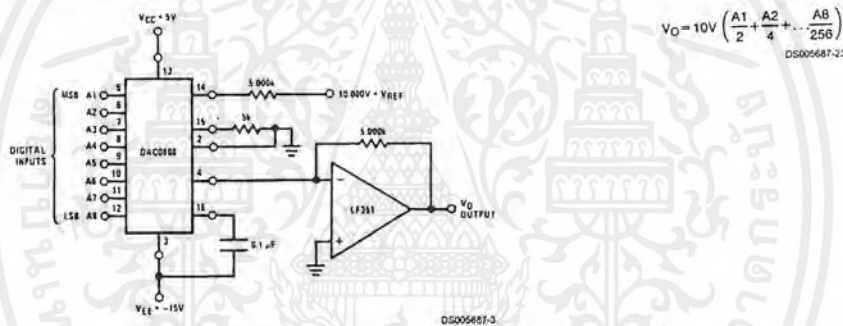 VCC = 5V
13
MSB A1 5
A2 6
A3 7
A4 8
A5 9
A6 10
A7 11
LSB A8 12
DIGITAL
INPUTS
DAC0808
14
5.000k
10.000V = VREF
15
5k
2
4
16
0.1 µF
3
VEE = -15V
5.000k
LF351
−
+
VO
OUTPUT
DS005687-3
VO = 10V (A1/2 + A2/4 + … A8/256)
DS005687-23